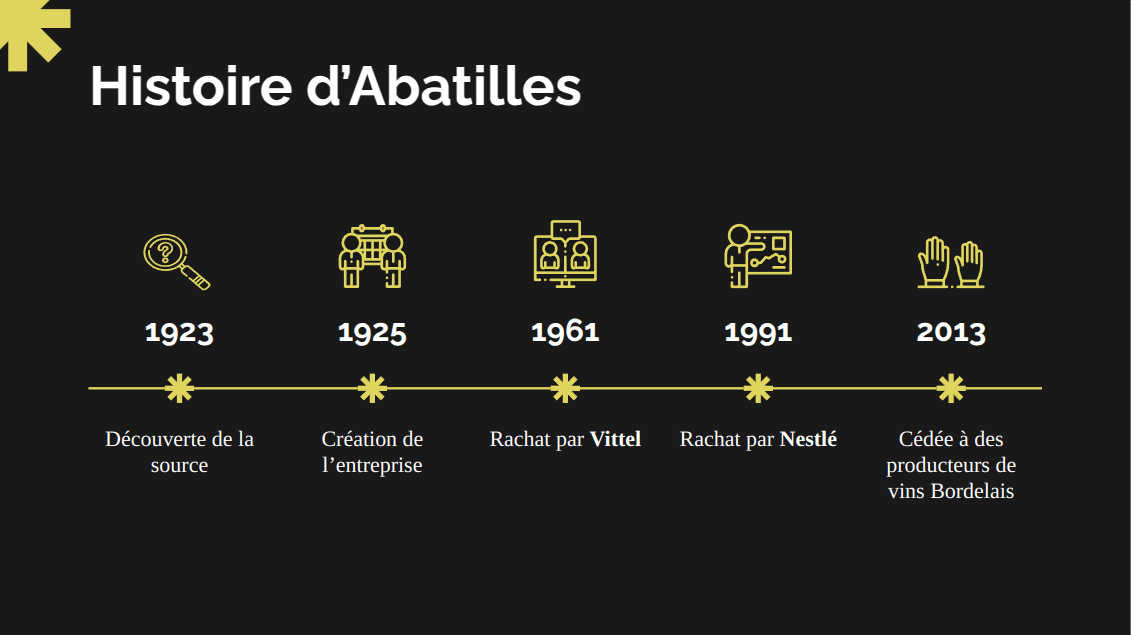 Histoire d’Abatilles
1923
1925
1961
1991
2013
Découverte de la
source
Création de
l’entreprise
Rachat par Vittel
Rachat par Nestlé
Cédée à des
producteurs de
vins Bordelais